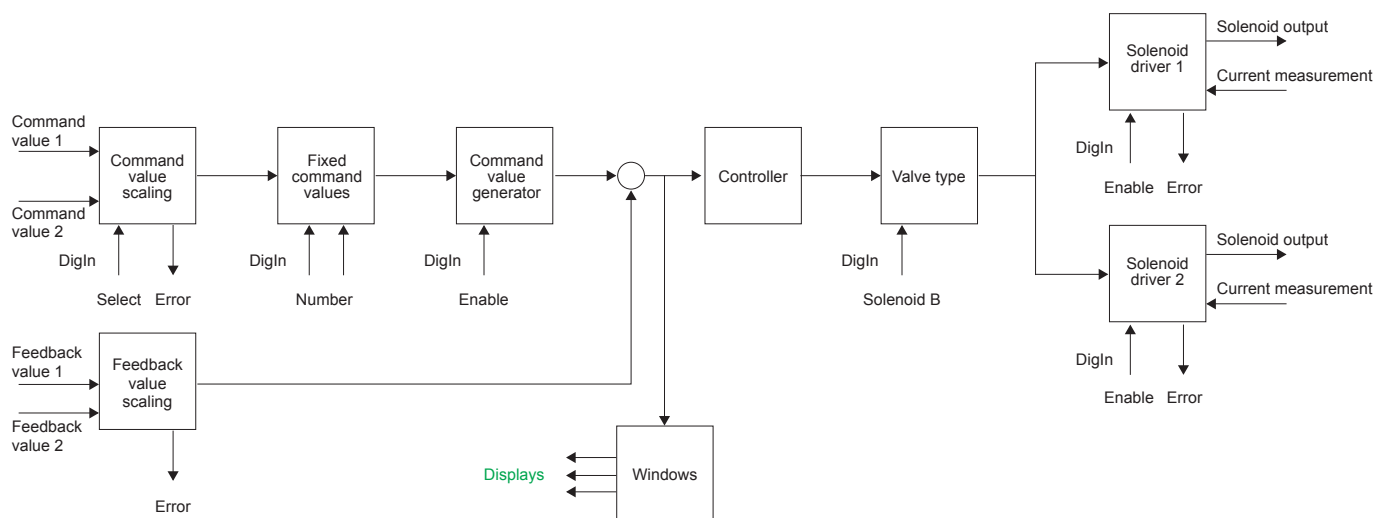 Solenoid output
Solenoid
driver 1
Current measurement
DigIn
Enable
Error
Command
value 1
Command
value
scaling
Command
value 2
DigIn
Select
Error
Fixed
command
values
DigIn
Number
Command
value
generator
DigIn
Enable
Controller
Valve type
DigIn
Solenoid B
Solenoid output
Solenoid
driver 2
Current measurement
DigIn
Enable
Error
Feedback
value 1
Feedback
value
scaling
Feedback
value 2
Error
Displays
Windows